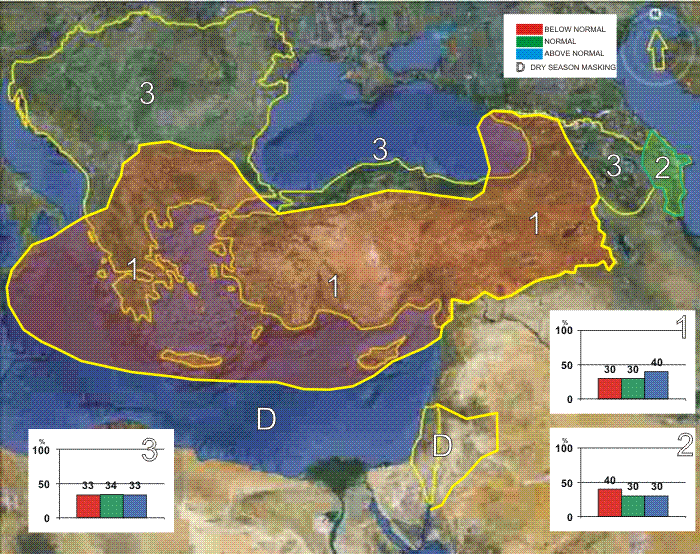 N
BELOW NORMAL
NORMAL
ABOVE NORMAL
D DRY SEASON MASKING
3
3
3
2
1
1
1
D
D
1
%
100
50
0
30 30 40
2
%
100
50
0
40 30 30
3
%
100
50
0
33 34 33